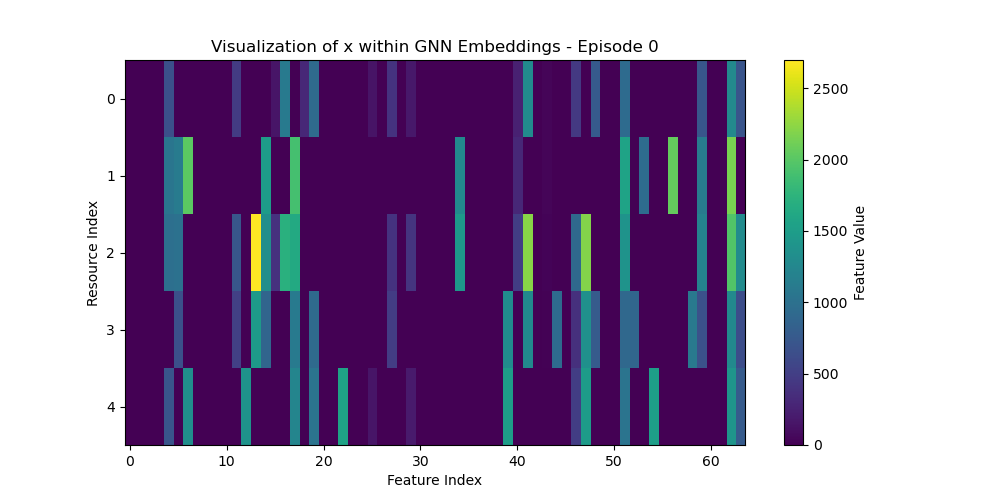 Visualization of x within GNN Embeddings - Episode 0
0
1
2
3
4
Resource Index
0 10 20 30 40 50 60
Feature Index
2500
2000
1500
1000
500
0
Feature Value